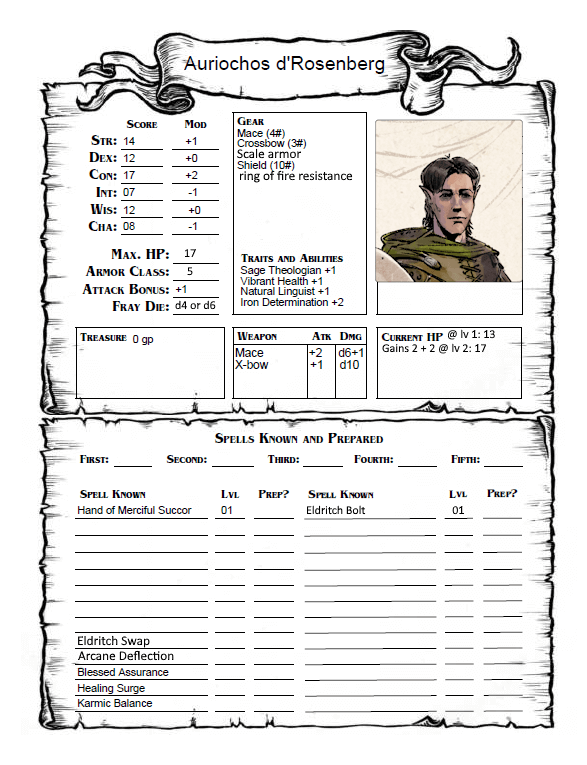 Auriochos d'Rosenberg
Score Mod
Str: 14 +1
Dex: 12 +0
Con: 17 +2
Int: 07 -1
Wis: 12 +0
Cha: 08 -1
Max. HP: 17
Armor Class: 5
Attack Bonus: +1
Fray Die: d4 or d6
Gear
Mace (4#)
Crossbow (3#)
Scale armor
Shield (10#)
ring of fire resistance
Traits and Abilities
Sage Theologian +1
Vibrant Health +1
Natural Linguist +1
Iron Determination +2
Treasure 0 gp
Weapon Atk Dmg
Mace +2 d6+1
X-bow +1 d10
Current HP @ lv 1: 13
Gains 2 + 2 @ lv 2: 17
Spells Known and Prepared
First: Second: Third: Fourth: Fifth:
Spell Known Lvl Prep? Spell Known Lvl Prep?
Hand of Merciful Succor 01 Eldritch Bolt 01
Eldritch Swap
Arcane Deflection
Blessed Assurance
Healing Surge
Karmic Balance